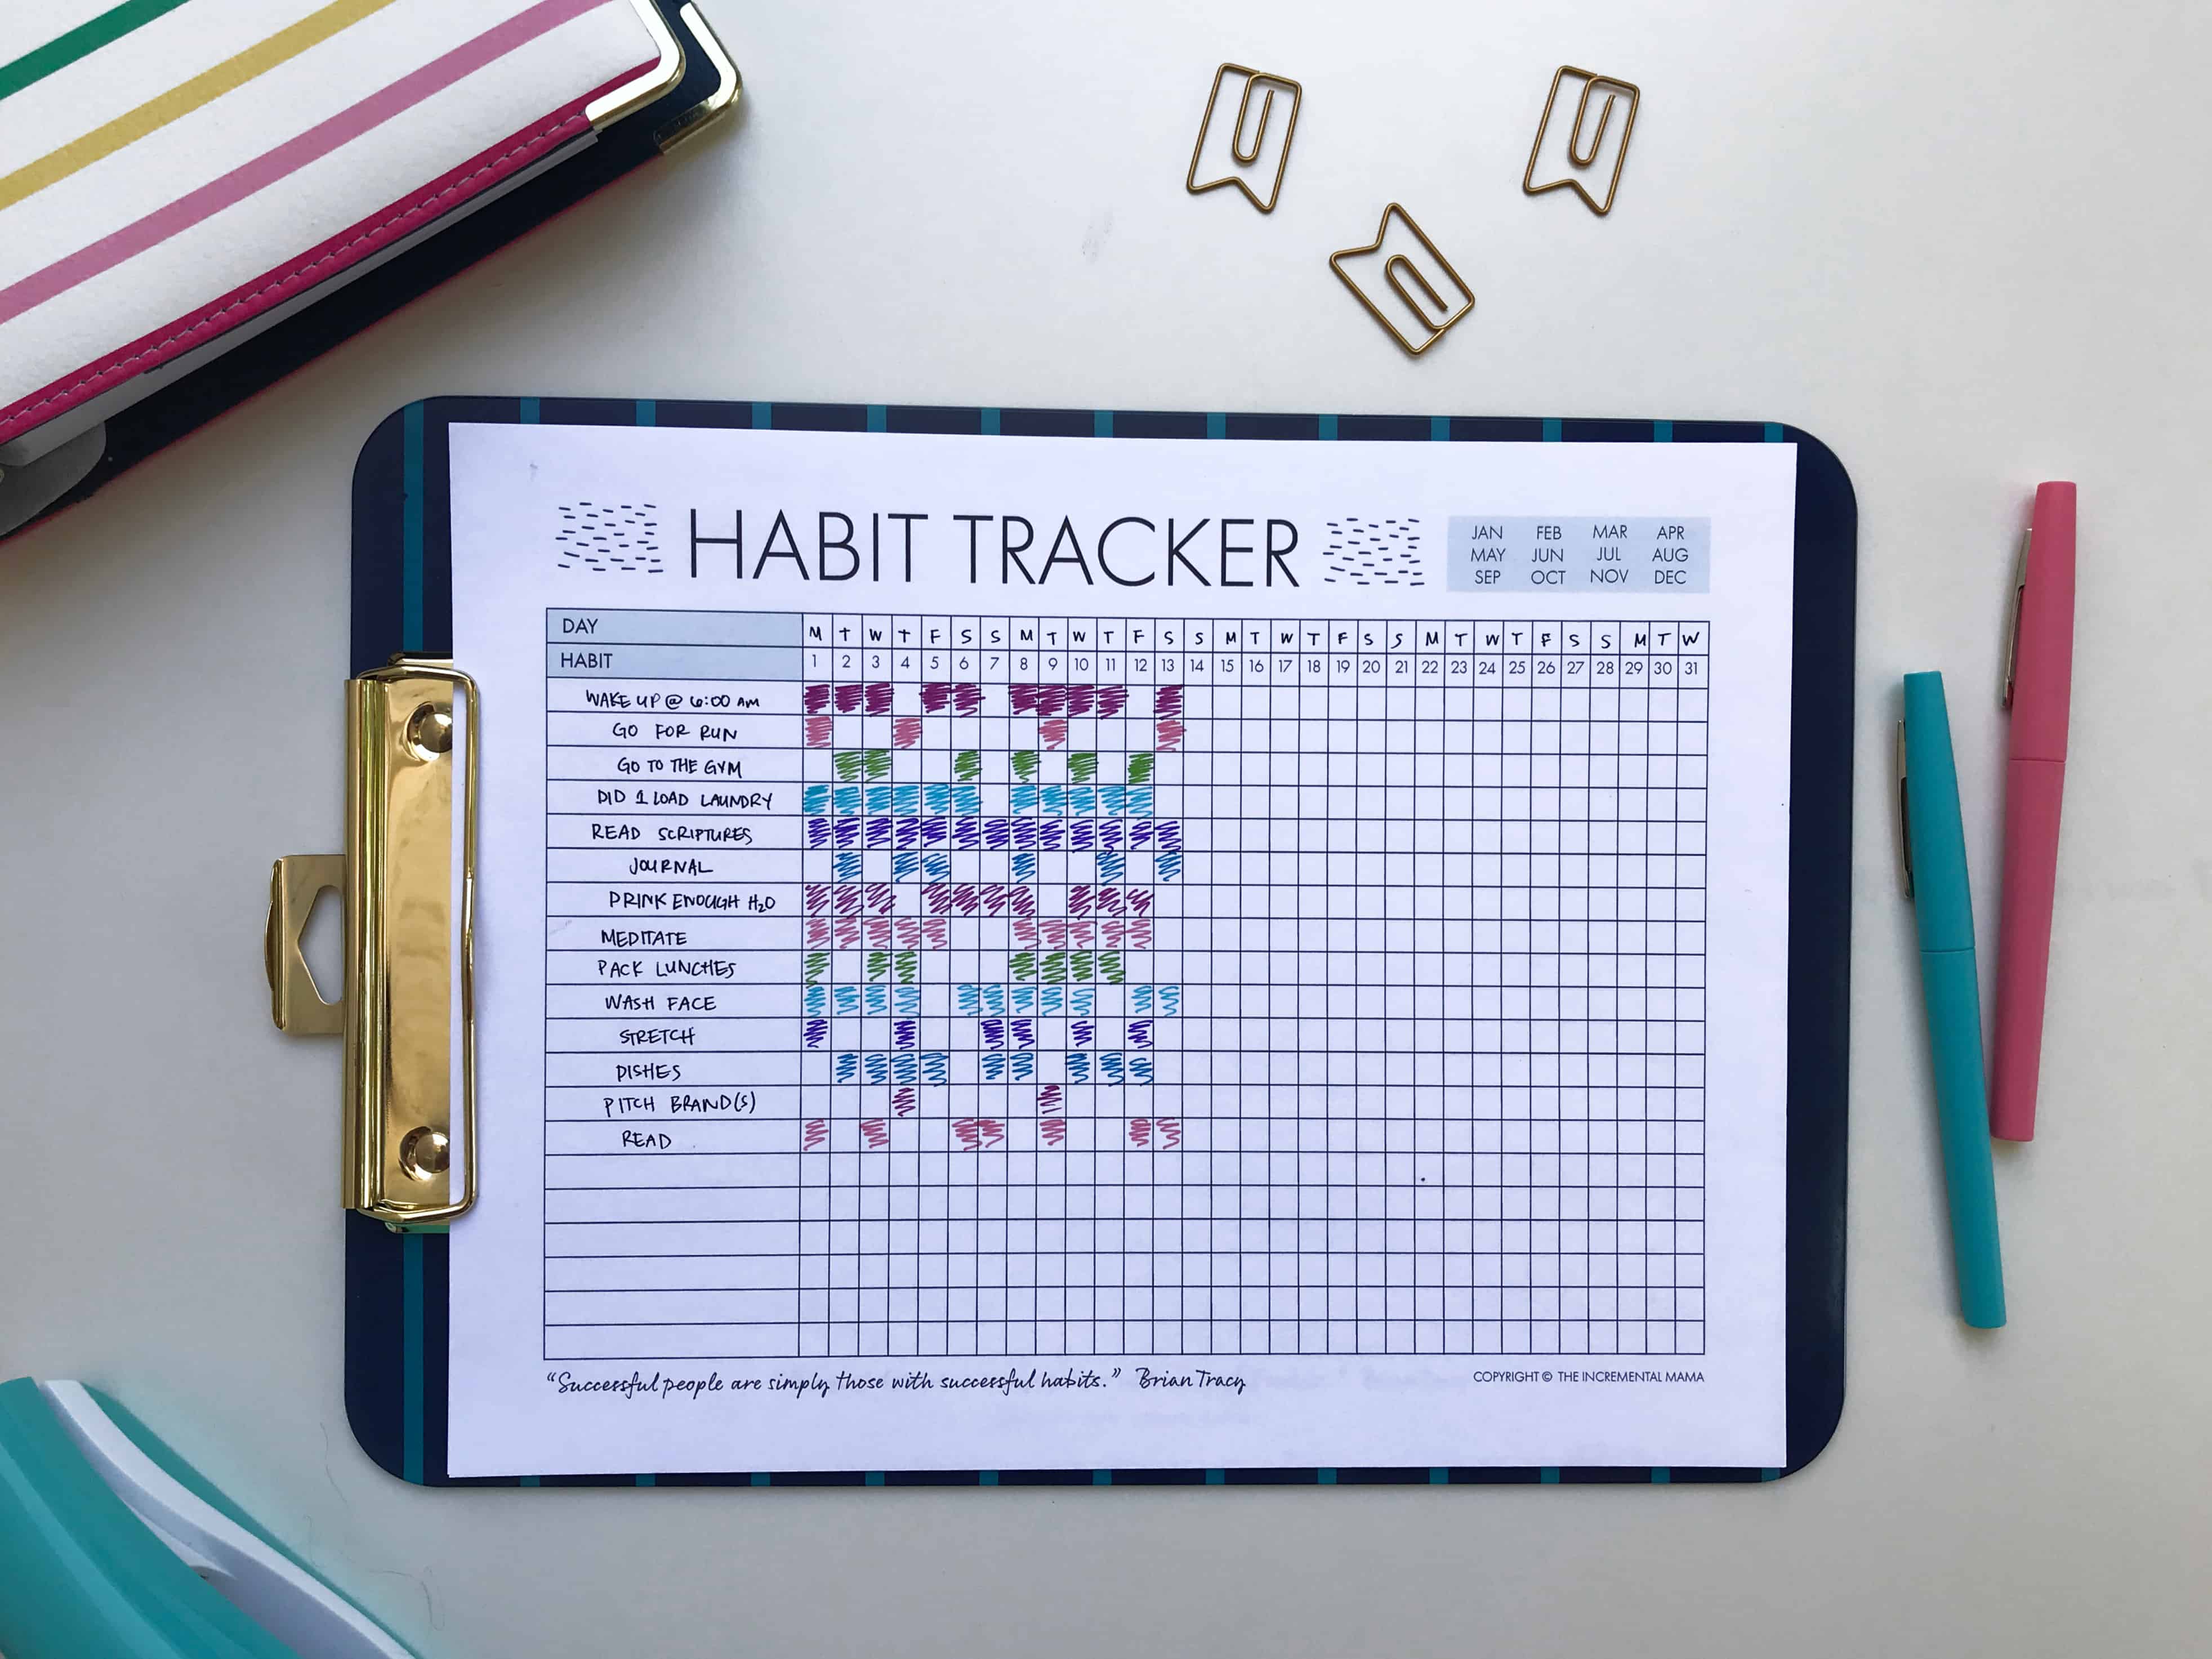 HABIT TRACKER
JAN FEB MAR APR
MAY JUN JUL AUG
SEP OCT NOV DEC
DAY M T W T F S S M T W T F S S M T W T F S S M T W T F S S M T W
HABIT 1 2 3 4 5 6 7 8 9 10 11 12 13 14 15 16 17 18 19 20 21 22 23 24 25 26 27 28 29 30 31
WAKE UP @ 6:00 AM
GO FOR RUN
GO TO THE GYM
DID 1 LOAD LAUNDRY
READ SCRIPTURES
JOURNAL
DRINK ENOUGH H2O
MEDITATE
PACK LUNCHES
WASH FACE
STRETCH
DISHES
PITCH BRAND(S)
READ
"Successful people are simply those with successful habits." Brian Tracy
COPYRIGHT © THE INCREMENTAL MAMA